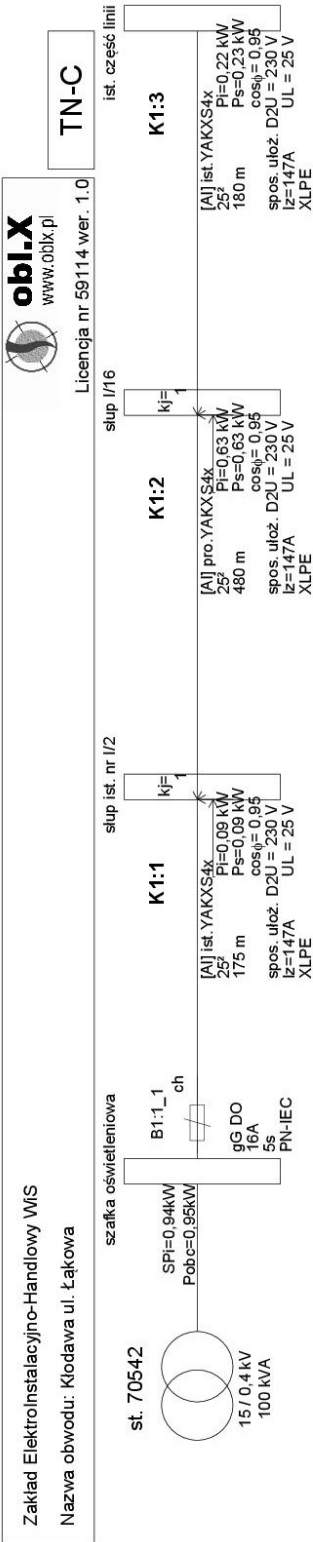 Zakład ElektroInstalacyjno-Handlowy WiS
Nazwa obwodu: Kłodawa ul. Łąkowa
obl.X
www.oblx.pl
Licencja nr 59114 wer. 1.0
TN-C
st. 70542
15 / 0,4 kV
100 kVA
SPi=0,94kW
Pobc=0,95kW
szafka oświetleniowa
B1:1_1
ch
gG DO
16A
5s
PN-IEC
K1:1
[Al] ist.YAKXS4x
25²
175 m
Pi=0,09 kW
Ps=0,09 kW
cosφ= 0,95
spos. ułoż. D2U = 230 V
Iz=147A
UL = 25 V
XLPE
słup ist. nr I/2
kj=
1
K1:2
[Al] pro.YAKXS4x
25²
480 m
Pi=0,63 kW
Ps=0,63 kW
cosφ= 0,95
spos. ułoż. D2U = 230 V
Iz=147A
UL = 25 V
XLPE
słup I/16
kj=
1
K1:3
[Al] ist.YAKXS4x
25²
180 m
Pi=0,22 kW
Ps=0,23 kW
cosφ= 0,95
spos. ułoż. D2U = 230 V
Iz=147A
UL = 25 V
XLPE
ist. część linii